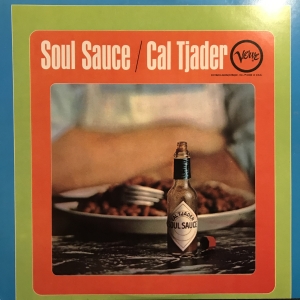 Soul Sauce / Cal Tjader
Verve
CAL TJADER
SOUL SAUCE